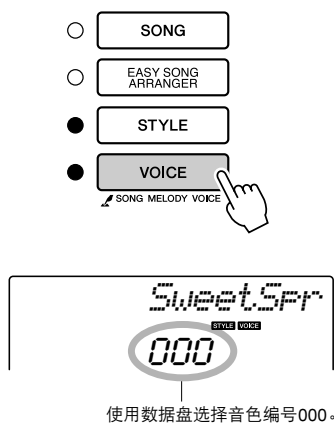 SONG
EASY SONG
ARRANGER
STYLE
VOICE
SONG MELODY VOICE
SweetSpr
STYLE VOICE
000
使用数据盘选择音色编号000。